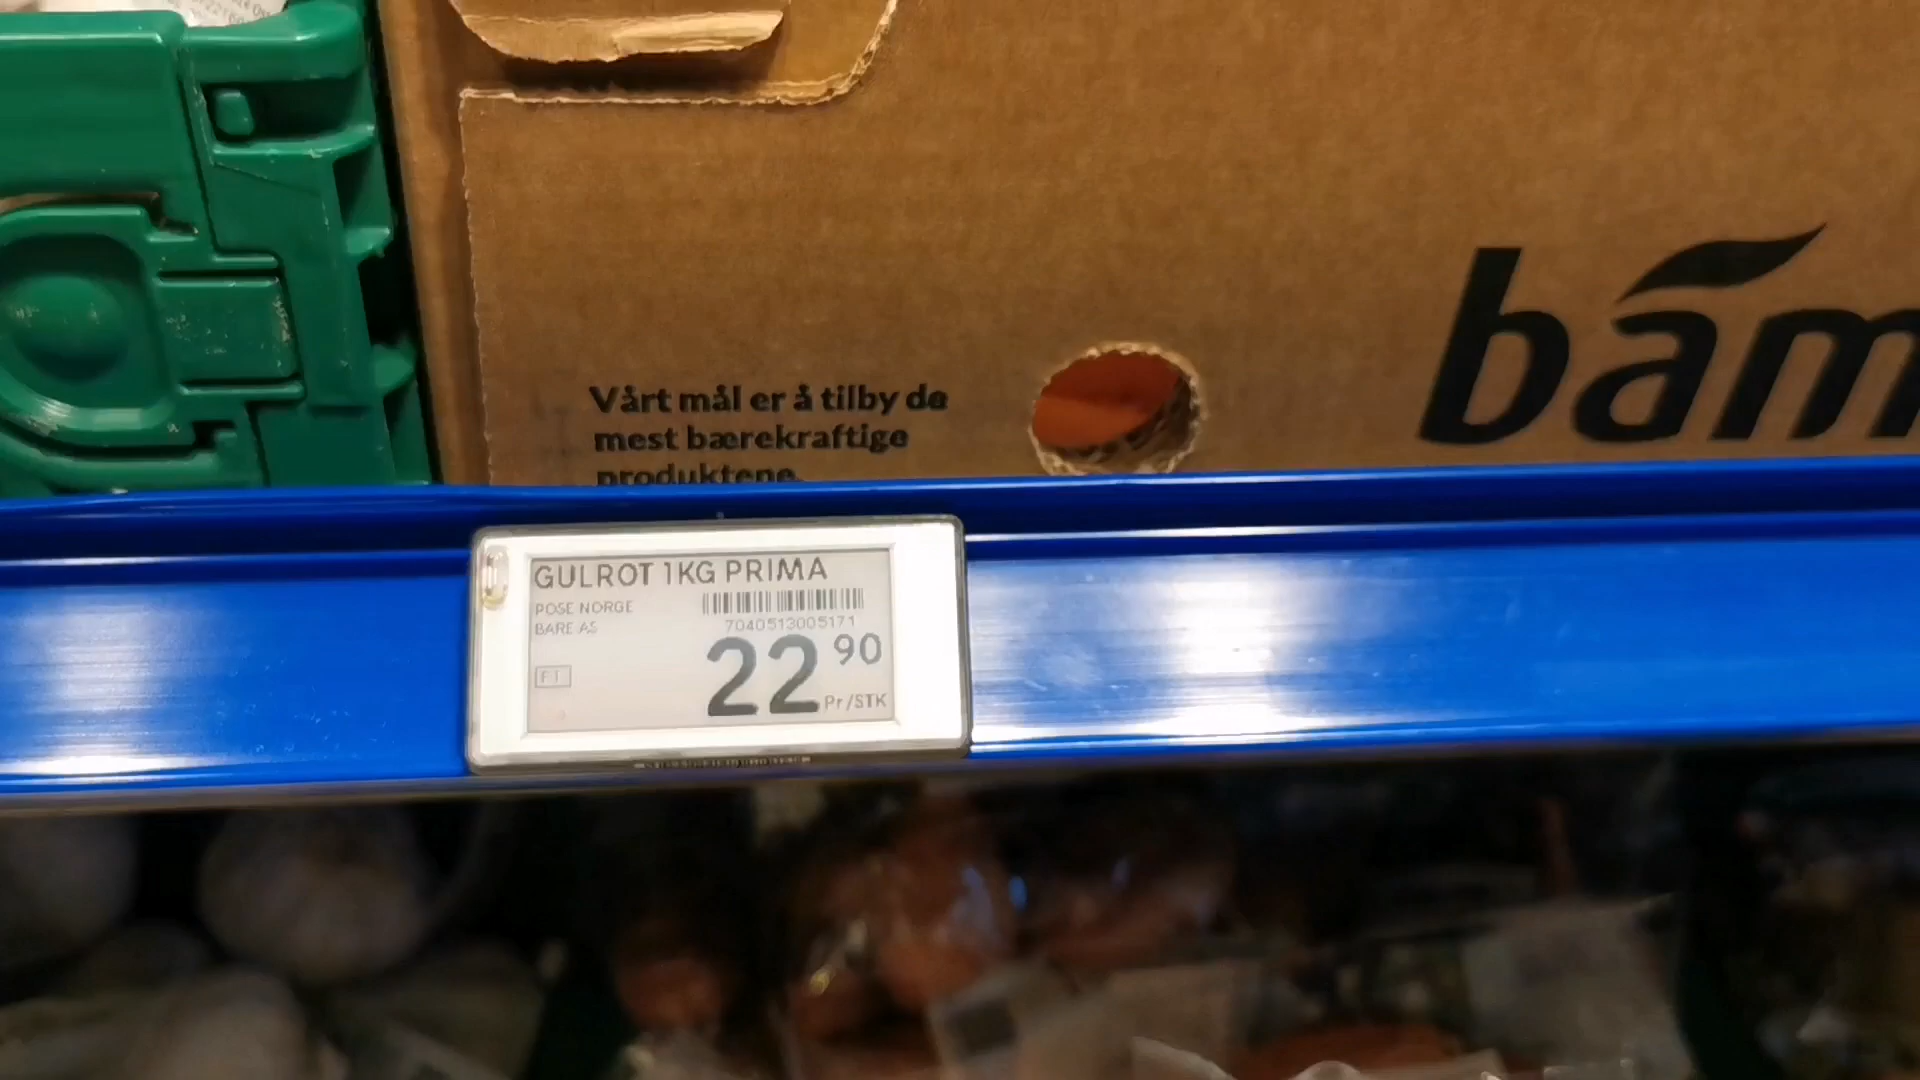 Vårt mål er å tilby de
mest bærekraftige
produktene.
bam
GULROT 1KG PRIMA
POSE NORGE
BARE AS
7040513005171
22 90
Pr/STK